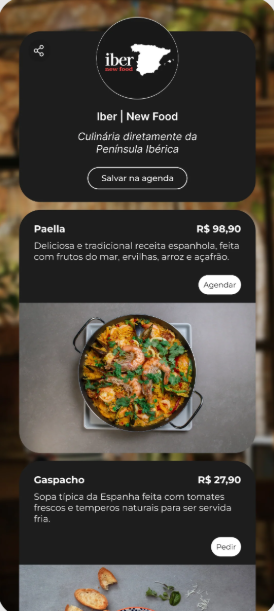 iber
new food
Iber | New Food
Culinária diretamente da
Península Ibérica
Salvar na agenda
Paella R$ 98,90
Deliciosa e tradicional receita espanhola, feita
com frutos do mar, ervilhas, arroz e açafrão.
Agendar
Gaspacho R$ 27,90
Sopa típica da Espanha feita com tomates
frescos e temperos naturais para ser servida
fria.
Pedir